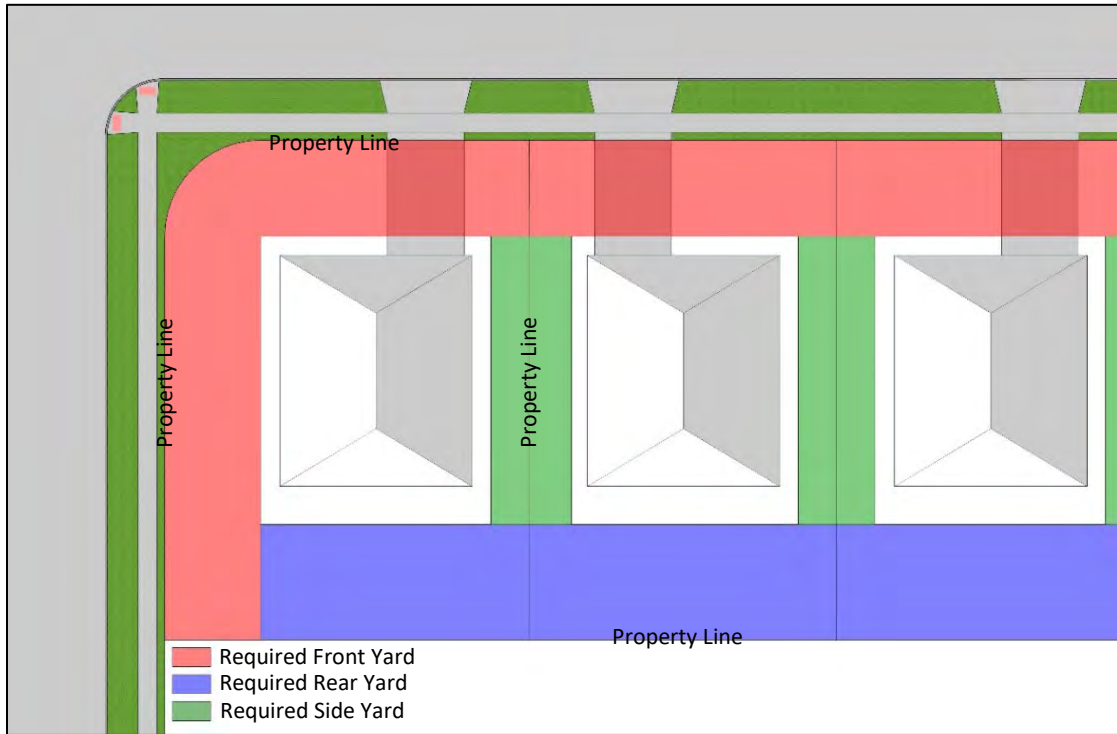 Property Line
Property Line
Property Line
Property Line
Required Front Yard
Required Rear Yard
Required Side Yard